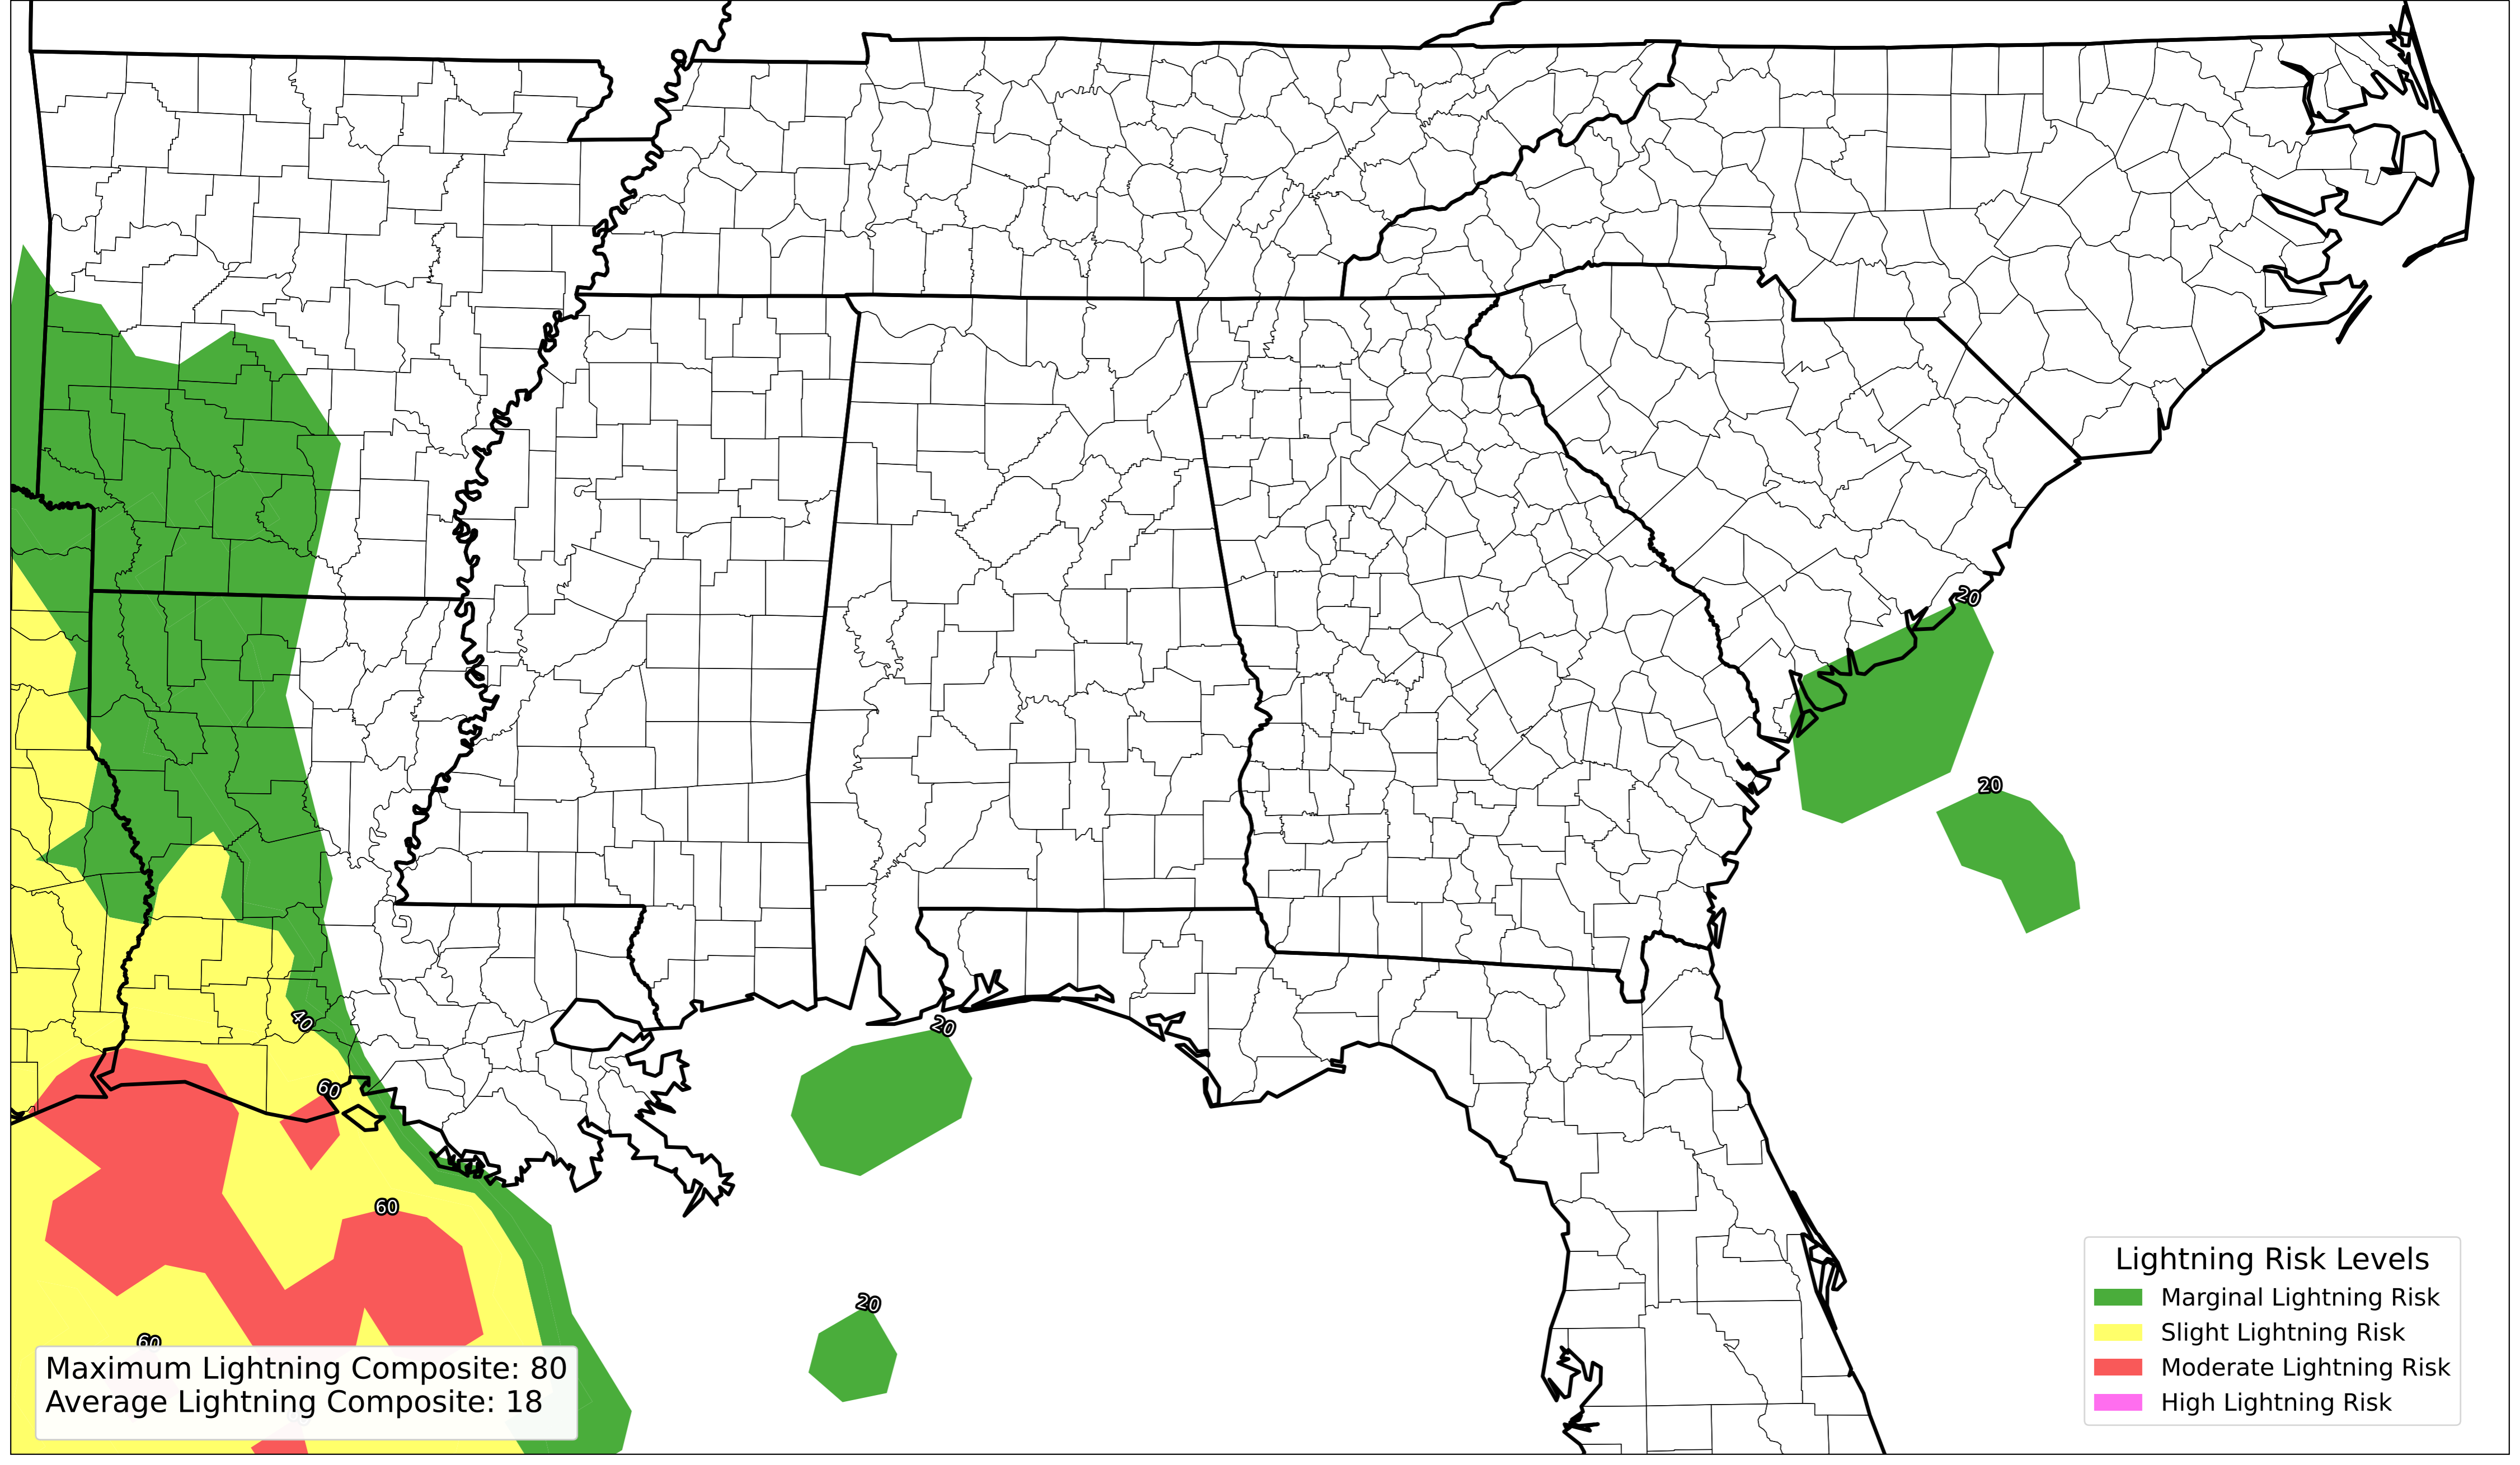 20
20
40
20
60
60
20
60
Maximum Lightning Composite: 80
Average Lightning Composite: 18
Lightning Risk Levels
Marginal Lightning Risk
Slight Lightning Risk
Moderate Lightning Risk
High Lightning Risk